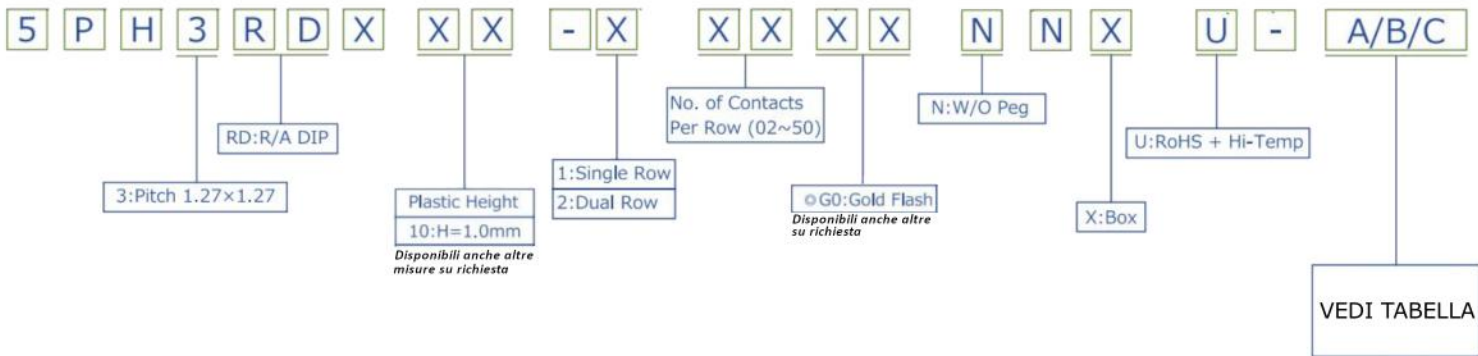 5 P H 3 R D X X X - X X X X X N N X U - A/B/C
No. of Contacts
Per Row (02~50)
N:W/O Peg
RD:R/A DIP
U:RoHS + Hi-Temp
1:Single Row
2:Dual Row
3:Pitch 1.27×1.27
Plastic Height
10:H=1.0mm
Disponibili anche altre
misure su richiesta
◎G0:Gold Flash
Disponibili anche altre
su richiesta
X:Box
VEDI TABELLA